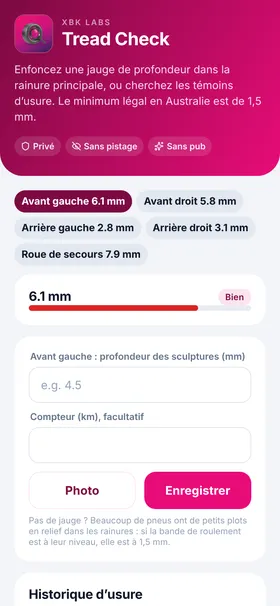 XBK LABS
Tread Check
Enfoncez une jauge de profondeur dans la
rainure principale, ou cherchez les témoins
d'usure. Le minimum légal en Australie est de 1,5
mm.
Privé
Sans pistage
Sans pub
Avant gauche 6.1 mm
Avant droit 5.8 mm
Arrière gauche 2.8 mm
Arrière droit 3.1 mm
Roue de secours 7.9 mm
6.1 mm
Bien
Avant gauche : profondeur des sculptures (mm)
e.g. 4.5
Compteur (km), facultatif
Photo
Enregistrer
Pas de jauge ? Beaucoup de pneus ont de petits plots
en relief dans les rainures : si la bande de roulement
est à leur niveau, elle est à 1,5 mm.
Historique d'usure